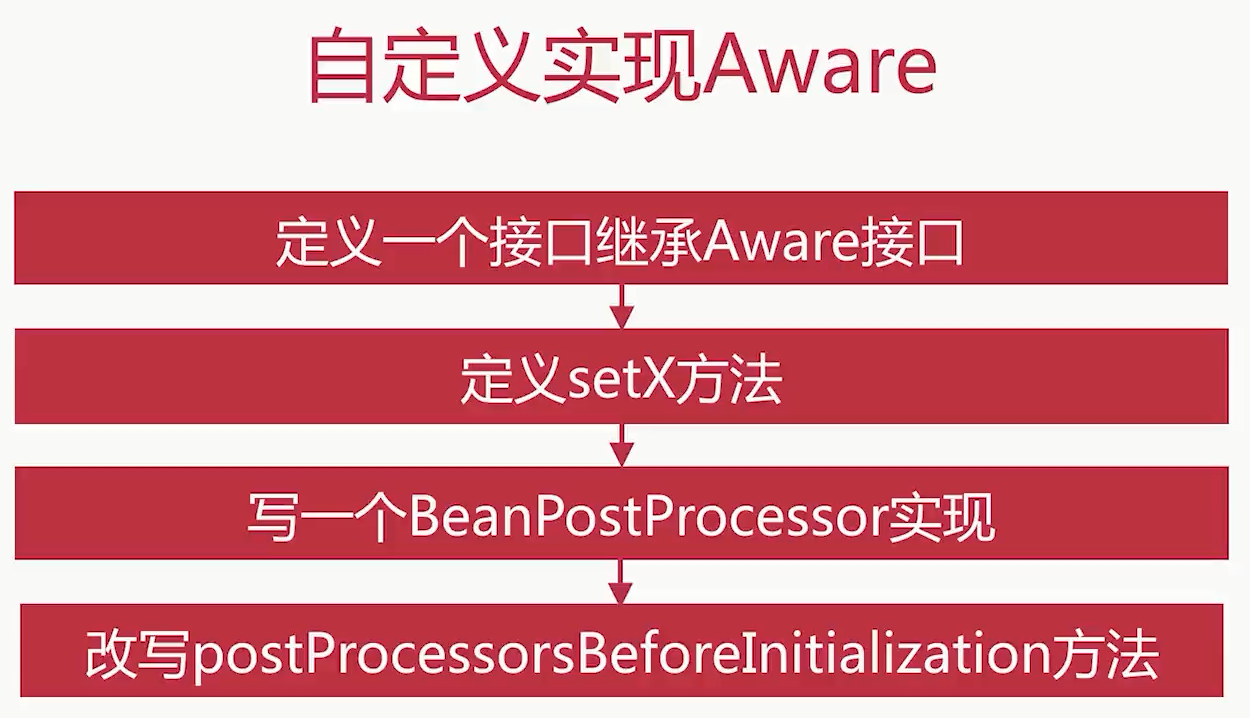 自定义实现Aware
定义一个接口继承Aware接口
定义setX方法
写一个BeanPostProcessor实现
改写postProcessorsBeforeInitialization方法